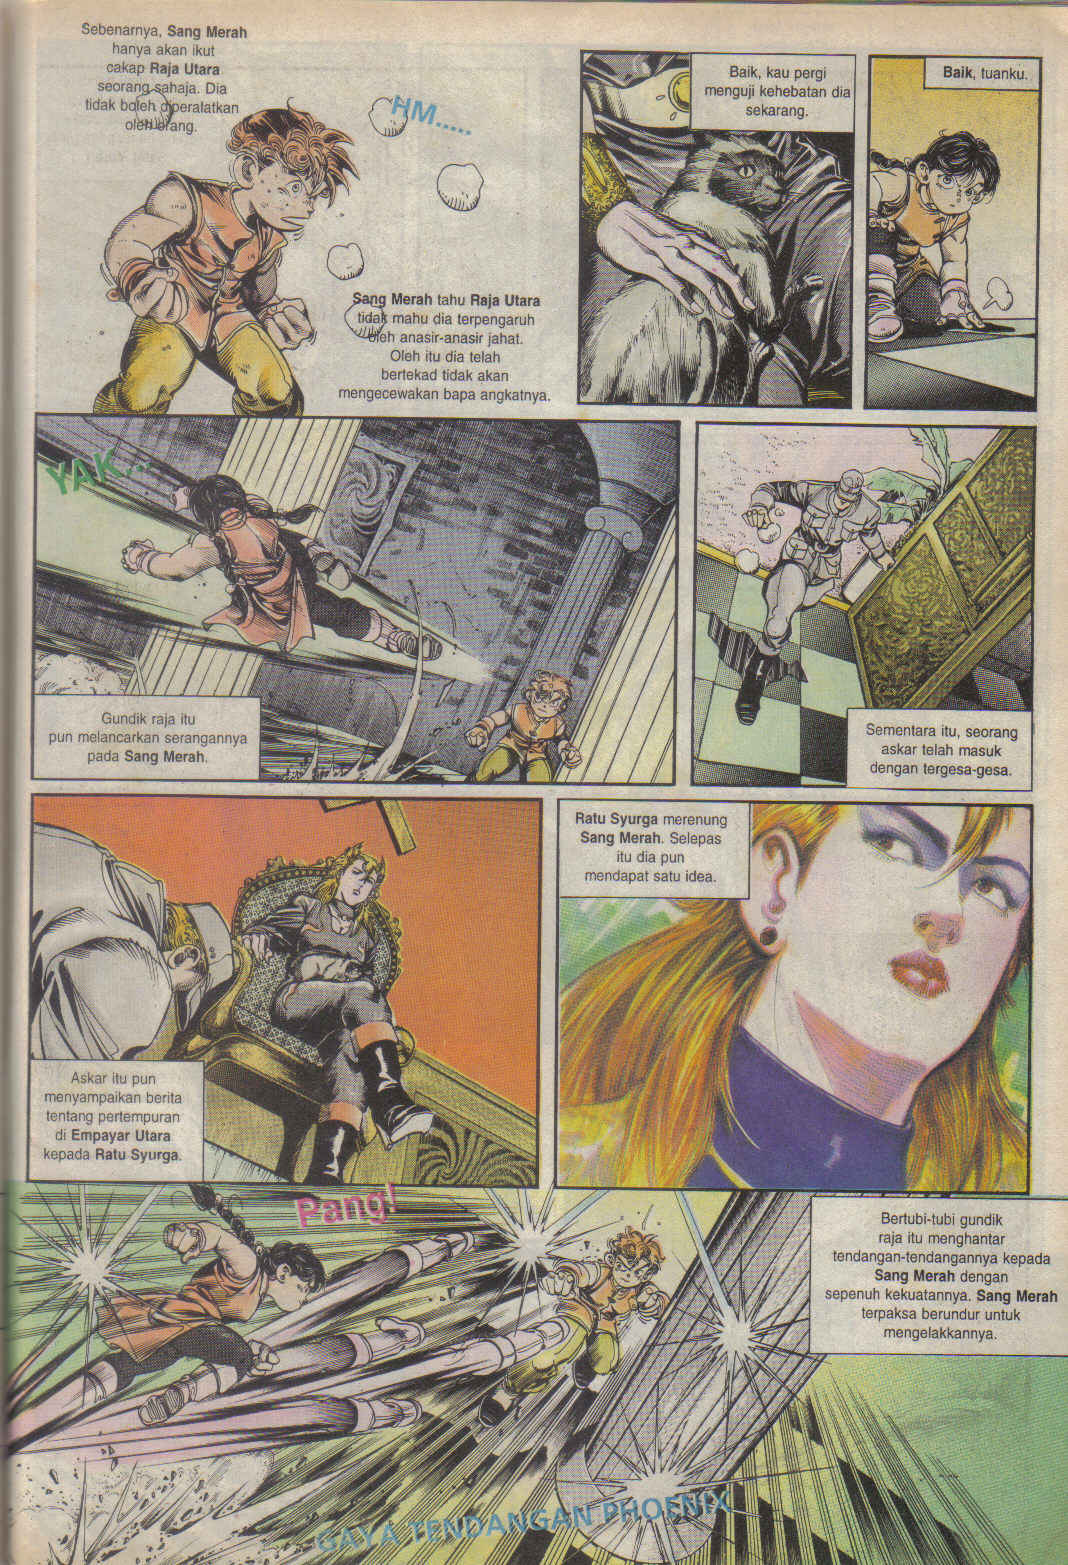 Sebenarnya, Sang Merah
hanya akan ikut
cakap Raja Utara
seorang sahaja. Dia
tidak boleh diperalatkan
oleh orang.
HM.....
Sang Merah tahu Raja Utara
tidak mahu dia terpengaruh
oleh anasir-anasir jahat.
Oleh itu dia telah
bertekad tidak akan
mengecewakan bapa angkatnya.
Baik, kau pergi
menguji kehebatan dia
sekarang.
Baik, tuanku.
YAK...
Gundik raja itu
pun melancarkan serangannya
pada Sang Merah.
Sementara itu, seorang
askar telah masuk
dengan tergesa-gesa.
Askar itu pun
menyampaikan berita
tentang pertempuran
di Empayar Utara
kepada Ratu Syurga.
Ratu Syurga merenung
Sang Merah. Selepas
itu dia pun
mendapat satu idea.
Pang!
Bertubi-tubi gundik
raja itu menghantar
tendangan-tendangannya kepada
Sang Merah dengan
sepenuh kekuatannya. Sang Merah
terpaksa berundur untuk
mengelakkannya.
GAYA TENDANGAN PHOENIX